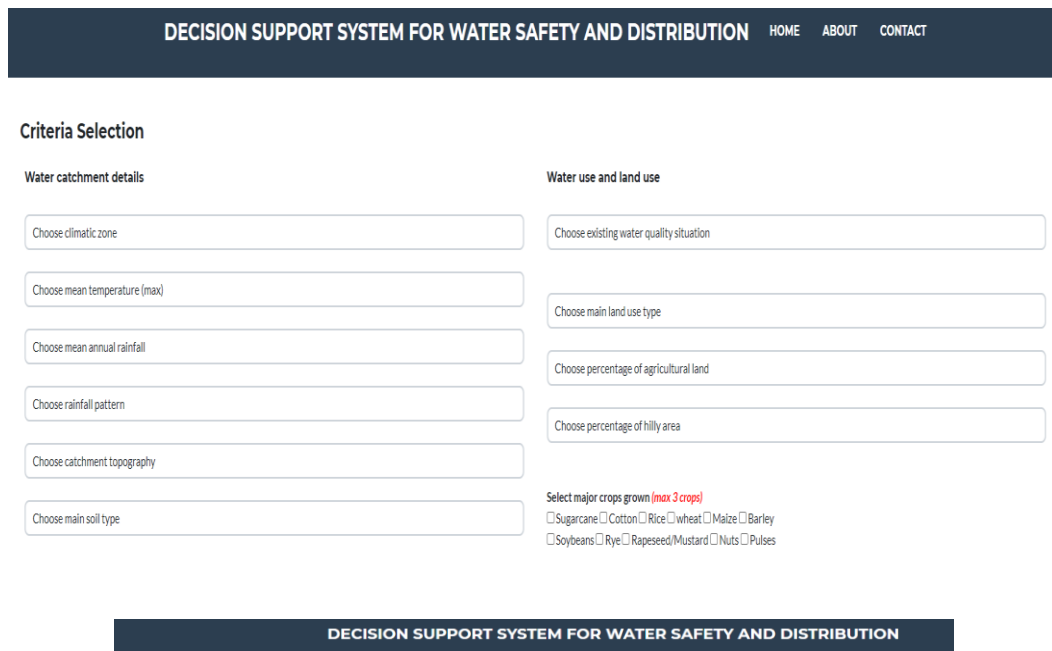 DECISION SUPPORT SYSTEM FOR WATER SAFETY AND DISTRIBUTION HOME ABOUT CONTACT
Criteria Selection
Water catchment details
Choose climatic zone
Choose mean temperature (max)
Choose mean annual rainfall
Choose rainfall pattern
Choose catchment topography
Choose main soil type
Water use and land use
Choose existing water quality situation
Choose main land use type
Choose percentage of agricultural land
Choose percentage of hilly area
Select major crops grown (max 3 crops)
Sugarcane Cotton Rice wheat Maize Barley
Soybeans Rye Rapeseed/Mustard Nuts Pulses
DECISION SUPPORT SYSTEM FOR WATER SAFETY AND DISTRIBUTION